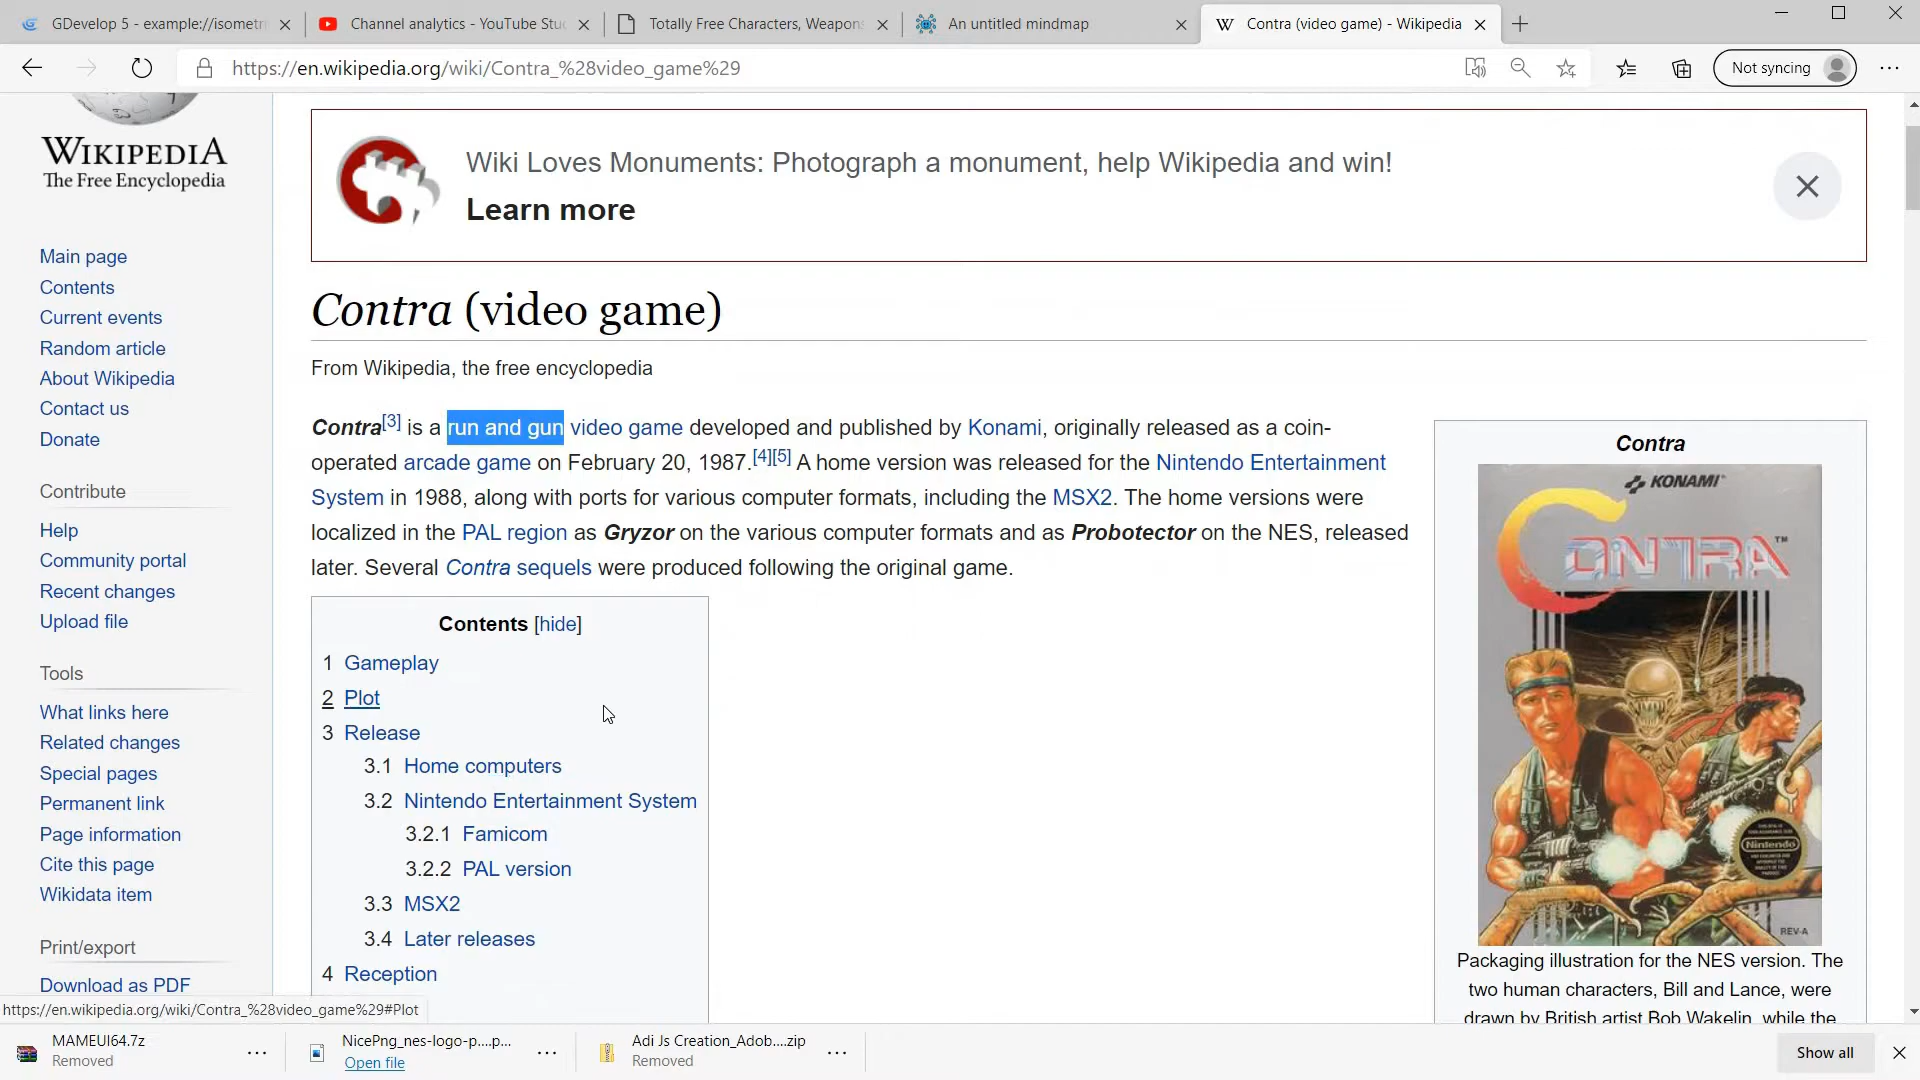 GDevelop 5 - example://isometr
Channel analytics - YouTube Stu
Totally Free Characters, Weapons
An untitled mindmap
W Contra (video game) - Wikipedia
https://en.wikipedia.org/wiki/Contra_%28video_game%29
Not syncing
WIKIPEDIA
The Free Encyclopedia
Main page
Contents
Current events
Random article
About Wikipedia
Contact us
Donate
Contribute
Help
Community portal
Recent changes
Upload file
Tools
What links here
Related changes
Special pages
Permanent link
Page information
Cite this page
Wikidata item
Print/export
Download as PDF
Wiki Loves Monuments: Photograph a monument, help Wikipedia and win!
Learn more
Contra (video game)
From Wikipedia, the free encyclopedia
Contra[3] is a run and gun video game developed and published by Konami, originally released as a coin-
operated arcade game on February 20, 1987.[4][5] A home version was released for the Nintendo Entertainment
System in 1988, along with ports for various computer formats, including the MSX2. The home versions were
localized in the PAL region as Gryzor on the various computer formats and as Probotector on the NES, released
later. Several Contra sequels were produced following the original game.
Contents [hide]
1 Gameplay
2 Plot
3 Release
3.1 Home computers
3.2 Nintendo Entertainment System
3.2.1 Famicom
3.2.2 PAL version
3.3 MSX2
3.4 Later releases
4 Reception
Contra
KONAMI
CONTRA™
Nintendo
REV-A
Packaging illustration for the NES version. The
two human characters, Bill and Lance, were
drawn by British artist Bob Wakelin, while the
https://en.wikipedia.org/wiki/Contra_%28video_game%29#Plot
MAMEUI64.7z
Removed
NicePng_nes-logo-p....p...
Open file
Adi Js Creation_Adob....zip
Removed
Show all